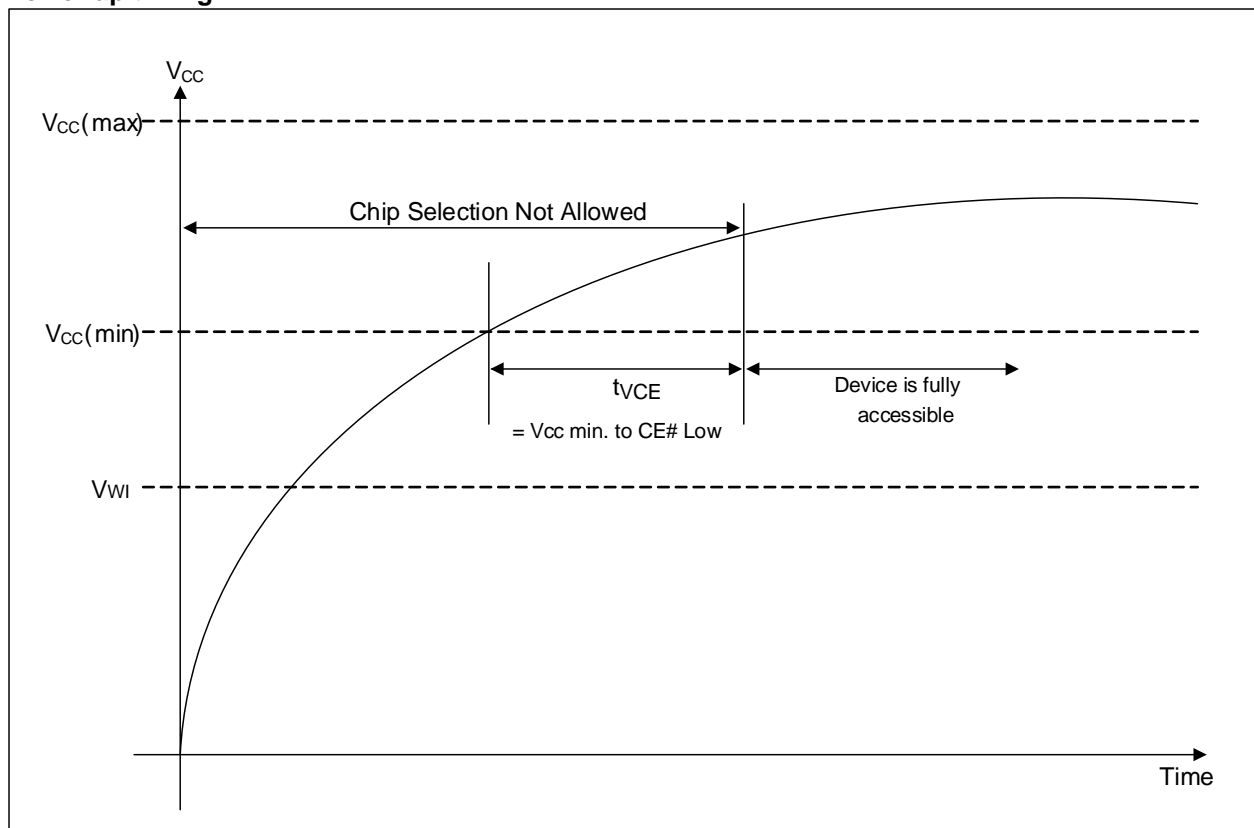 VCC
VCC(max)
Chip Selection Not Allowed
VCC(min)
tVCE
= Vcc min. to CE# Low
Device is fully
accessible
VWI
Time